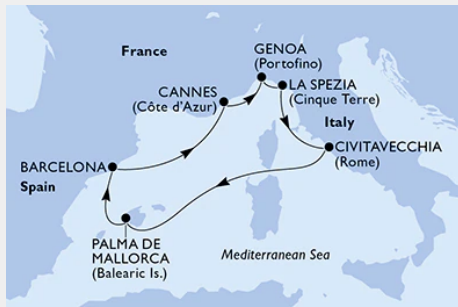 France
GENOA
(Portofino)
CANNES
(Côte d'Azur)
LA SPEZIA
(Cinque Terre)
Italy
CIVITAVECCHIA
(Rome)
BARCELONA
Spain
PALMA DE
MALLORCA
(Balearic Is.)
Mediterranean Sea